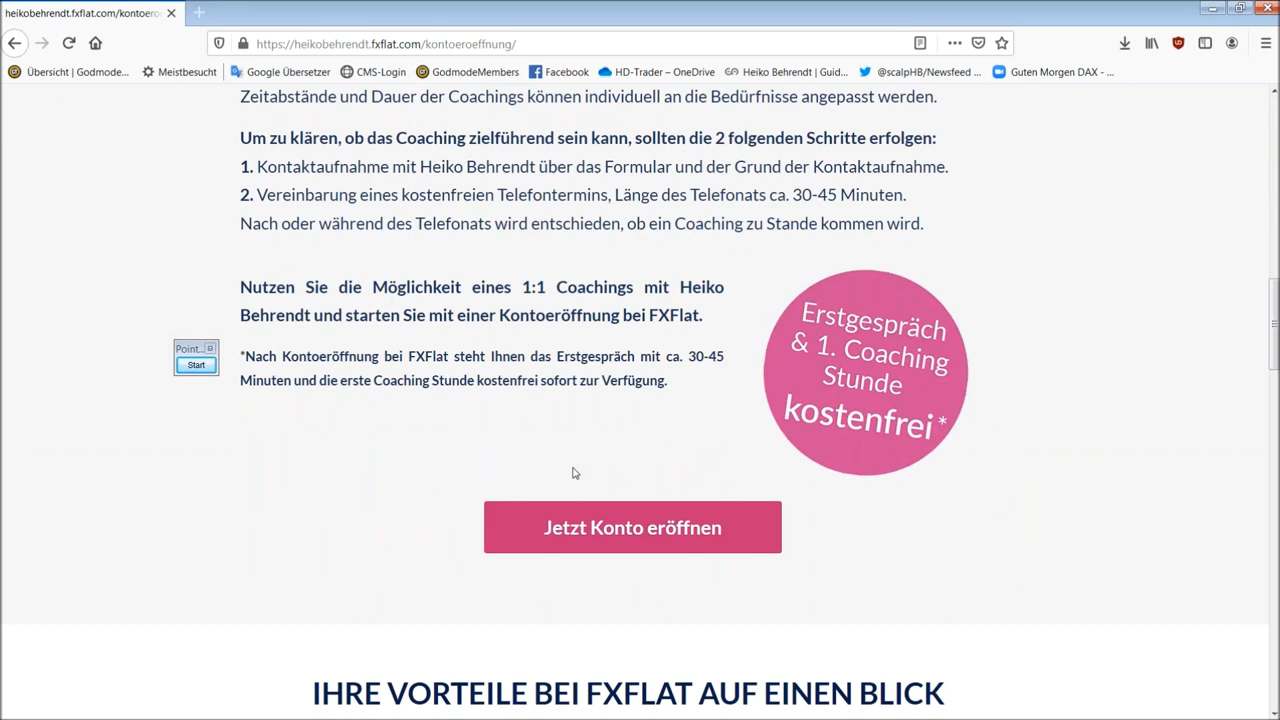 heikobehrendt.fxflat.com/kontoero
https://heikobehrendt.fxflat.com/kontoeroeffnung/
Übersicht | Godmode... Meistbesucht Google Übersetzer CMS-Login GodmodeMembers Facebook HD-Trader – OneDrive Heiko Behrendt | Guid... @scalpHB/Newsfeed ... Guten Morgen DAX - ...
Zeitabstände und Dauer der Coachings können individuell an die Bedürfnisse angepasst werden.
Um zu klären, ob das Coaching zielführend sein kann, sollten die 2 folgenden Schritte erfolgen:
1. Kontaktaufnahme mit Heiko Behrendt über das Formular und der Grund der Kontaktaufnahme.
2. Vereinbarung eines kostenfreien Telefontermins, Länge des Telefonats ca. 30-45 Minuten.
Nach oder während des Telefonats wird entschieden, ob ein Coaching zu Stande kommen wird.
Nutzen Sie die Möglichkeit eines 1:1 Coachings mit Heiko
Behrendt und starten Sie mit einer Kontoeröffnung bei FXFlat.
Point...
Start
*Nach Kontoeröffnung bei FXFlat steht Ihnen das Erstgespräch mit ca. 30-45
Minuten und die erste Coaching Stunde kostenfrei sofort zur Verfügung.
Erstgespräch
& 1. Coaching
Stunde
kostenfrei*
Jetzt Konto eröffnen
IHRE VORTEILE BEI FXFLAT AUF EINEN BLICK